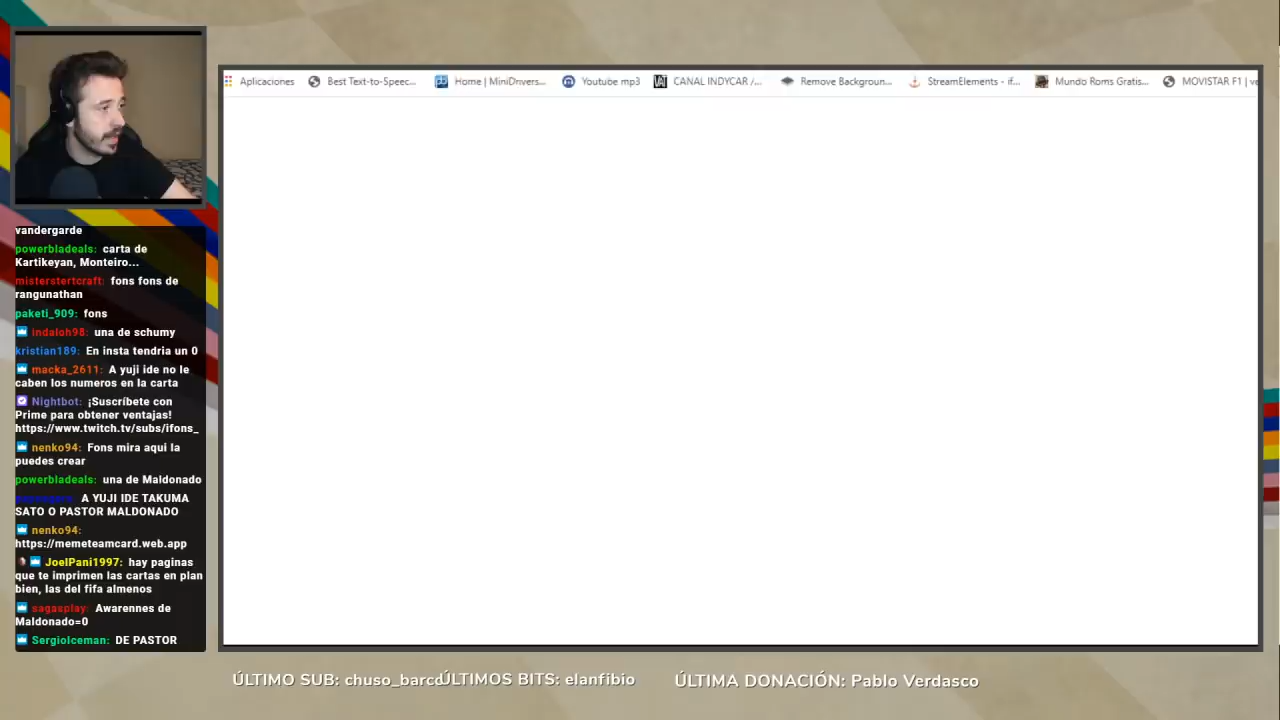 Aplicaciones Best Text-to-Speec... Home | MiniDrivers... Youtube mp3 CANAL INDYCAR /... Remove Backgroun... StreamElements - if... Mundo Roms Gratis... MOVISTAR F1 | ve
vandergarde
powerbladeals: carta de
Kartikeyan, Monteiro...
misterstertcraft: fons fons de
rangunathan
paketi_909: fons
indaloh98: una de schumy
kristian189: En insta tendria un 0
macka_2611: A yuji ide no le
caben los numeros en la carta
Nightbot: ¡Suscríbete con
Prime para obtener ventajas!
https://www.twitch.tv/subs/ifons_
nenko94: Fons mira aqui la
puedes crear
powerbladeals: una de Maldonado
A YUJI IDE TAKUMA
SATO O PASTOR MALDONADO
nenko94:
https://memeteamcard.web.app
JoelPani1997: hay paginas
que te imprimen las cartas en plan
bien, las del fifa almenos
sagasplay: Awarennes de
Maldonado=0
SergioIceman: DE PASTOR
ÚLTIMO SUB: chuso_barco ÚLTIMOS BITS: elanfibio ÚLTIMA DONACIÓN: Pablo Verdasco